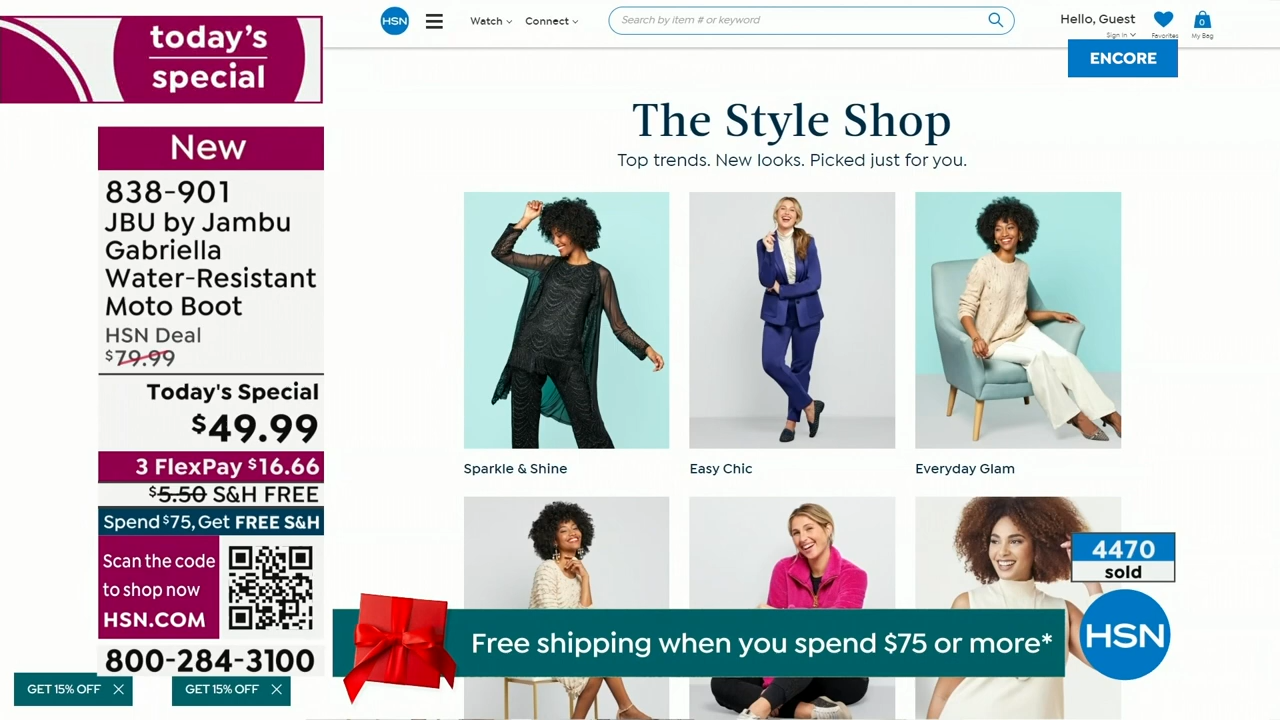 today's
special
New
838-901
JBU by Jambu
Gabriella
Water-Resistant
Moto Boot
HSN Deal
$79.99
Today's Special
$49.99
3 FlexPay $16.66
$5.50 S&H FREE
Spend $75, Get FREE S&H
Scan the code
to shop now
HSN.COM
800-284-3100
GET 15% OFF
GET 15% OFF
HSN
Watch
Connect
Search by item # or keyword
Hello, Guest
Sign In
Favorites
0
My Bag
ENCORE
The Style Shop
Top trends. New looks. Picked just for you.
Sparkle & Shine
Easy Chic
Everyday Glam
4470
sold
Free shipping when you spend $75 or more*
HSN